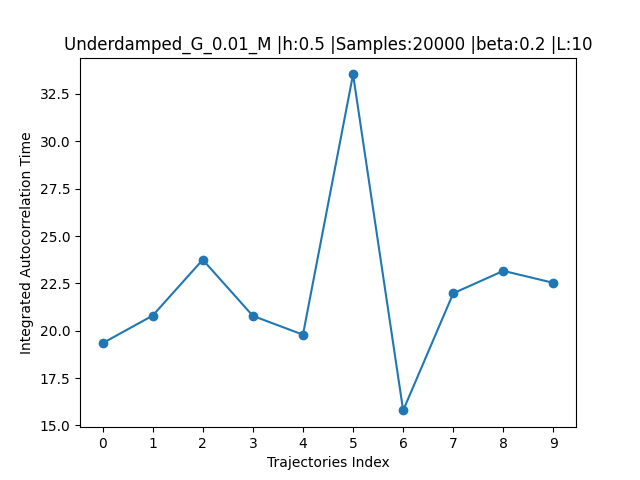 Underdamped_G_0.01_M |h:0.5 |Samples:20000 |beta:0.2 |L:10
32.5
30.0
27.5
25.0
22.5
20.0
17.5
15.0
Integrated Autocorrelation Time
0 1 2 3 4 5 6 7 8 9
Trajectories Index